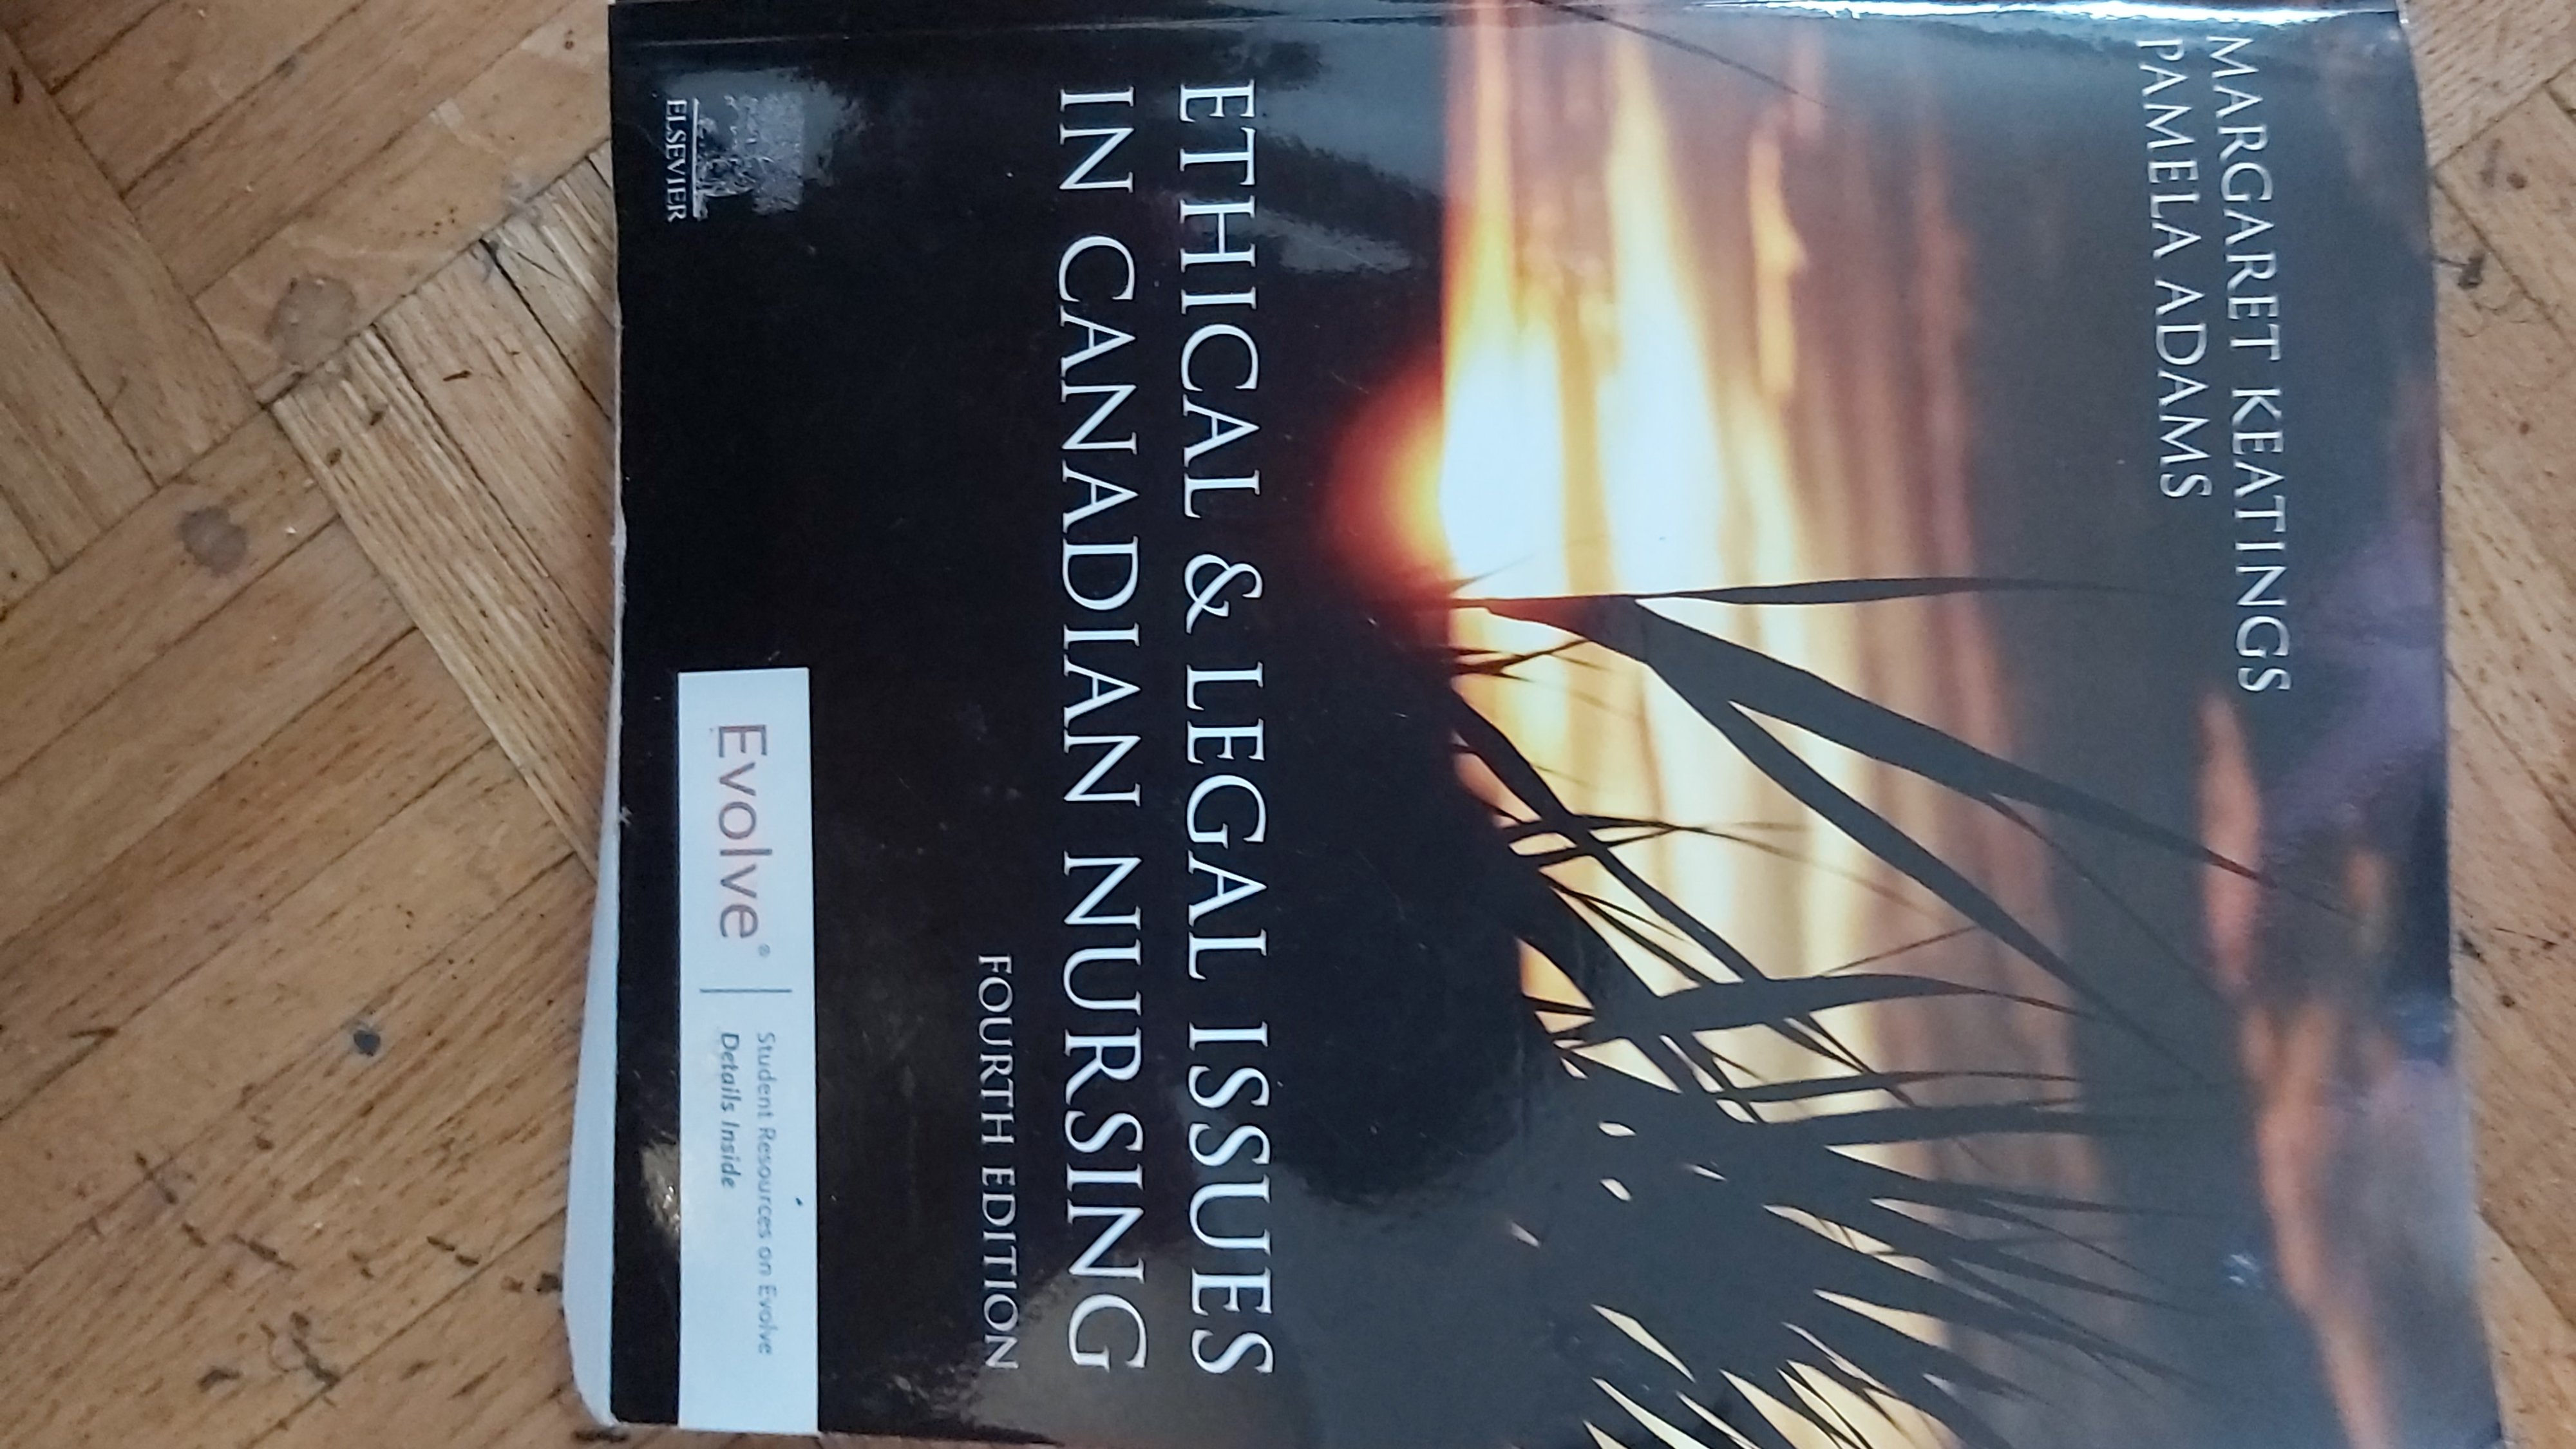 MARGARET KEATINGS
PAMELA ADAMS
ETHICAL & LEGAL ISSUES
IN CANADIAN NURSING
FOURTH EDITION
Evolve®
Student Resources on Evolve
Details Inside
ELSEVIER